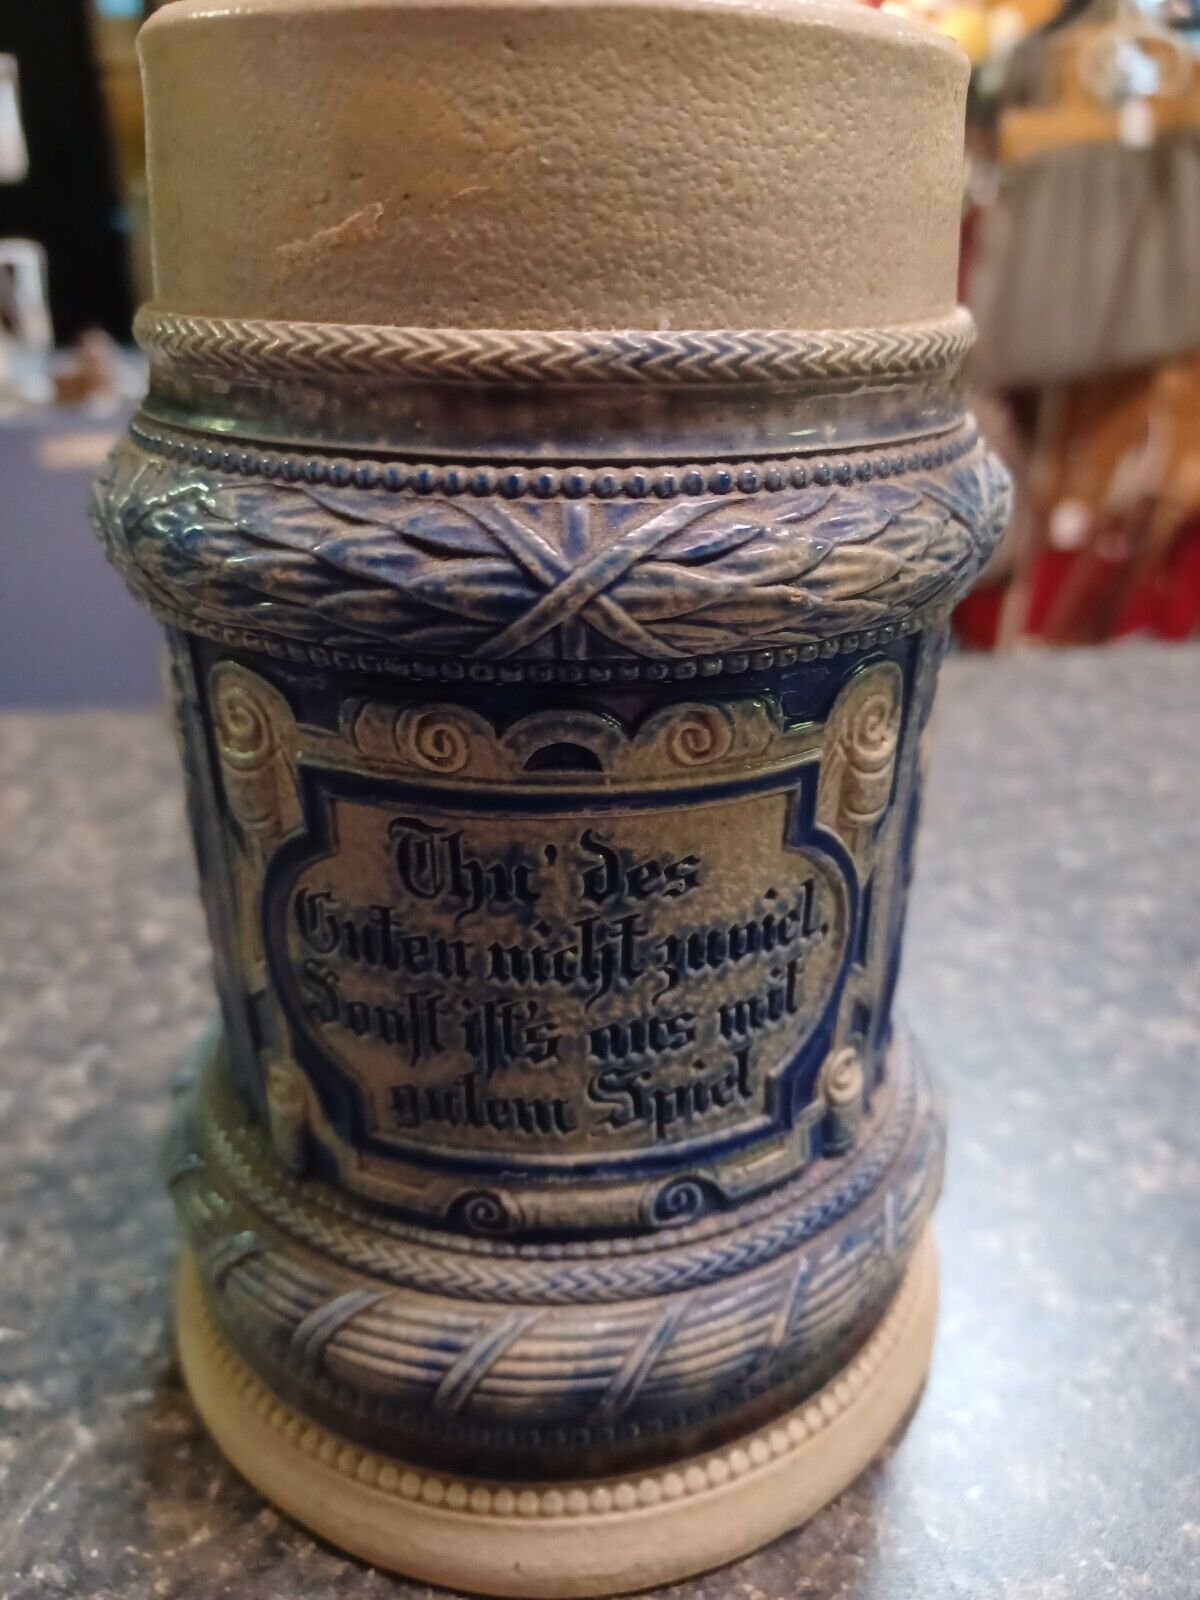 Thu' des
Guten nicht zuviel,
Sonst ist's aus mit
gutem Spiel